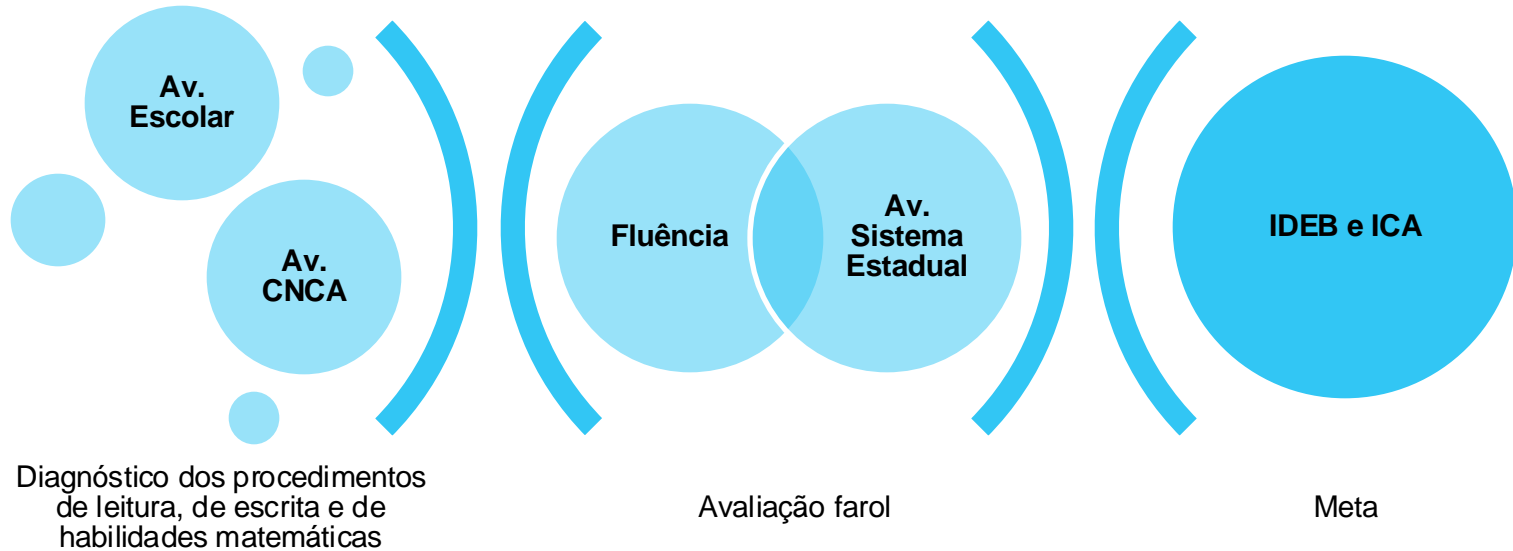 Av.
Escolar
Av.
CNCA
Diagnóstico dos procedimentos
de leitura, de escrita e de
habilidades matemáticas
Fluência
Av.
Sistema
Estadual
Avaliação farol
IDEB e ICA
Meta